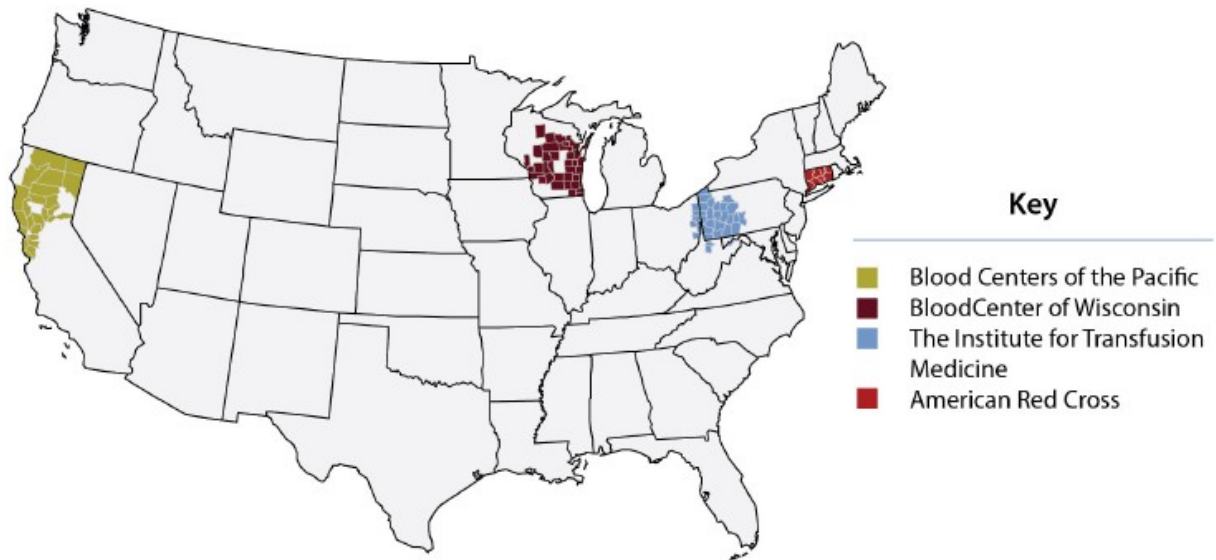 Key
Blood Centers of the Pacific
BloodCenter of Wisconsin
The Institute for Transfusion
Medicine
American Red Cross